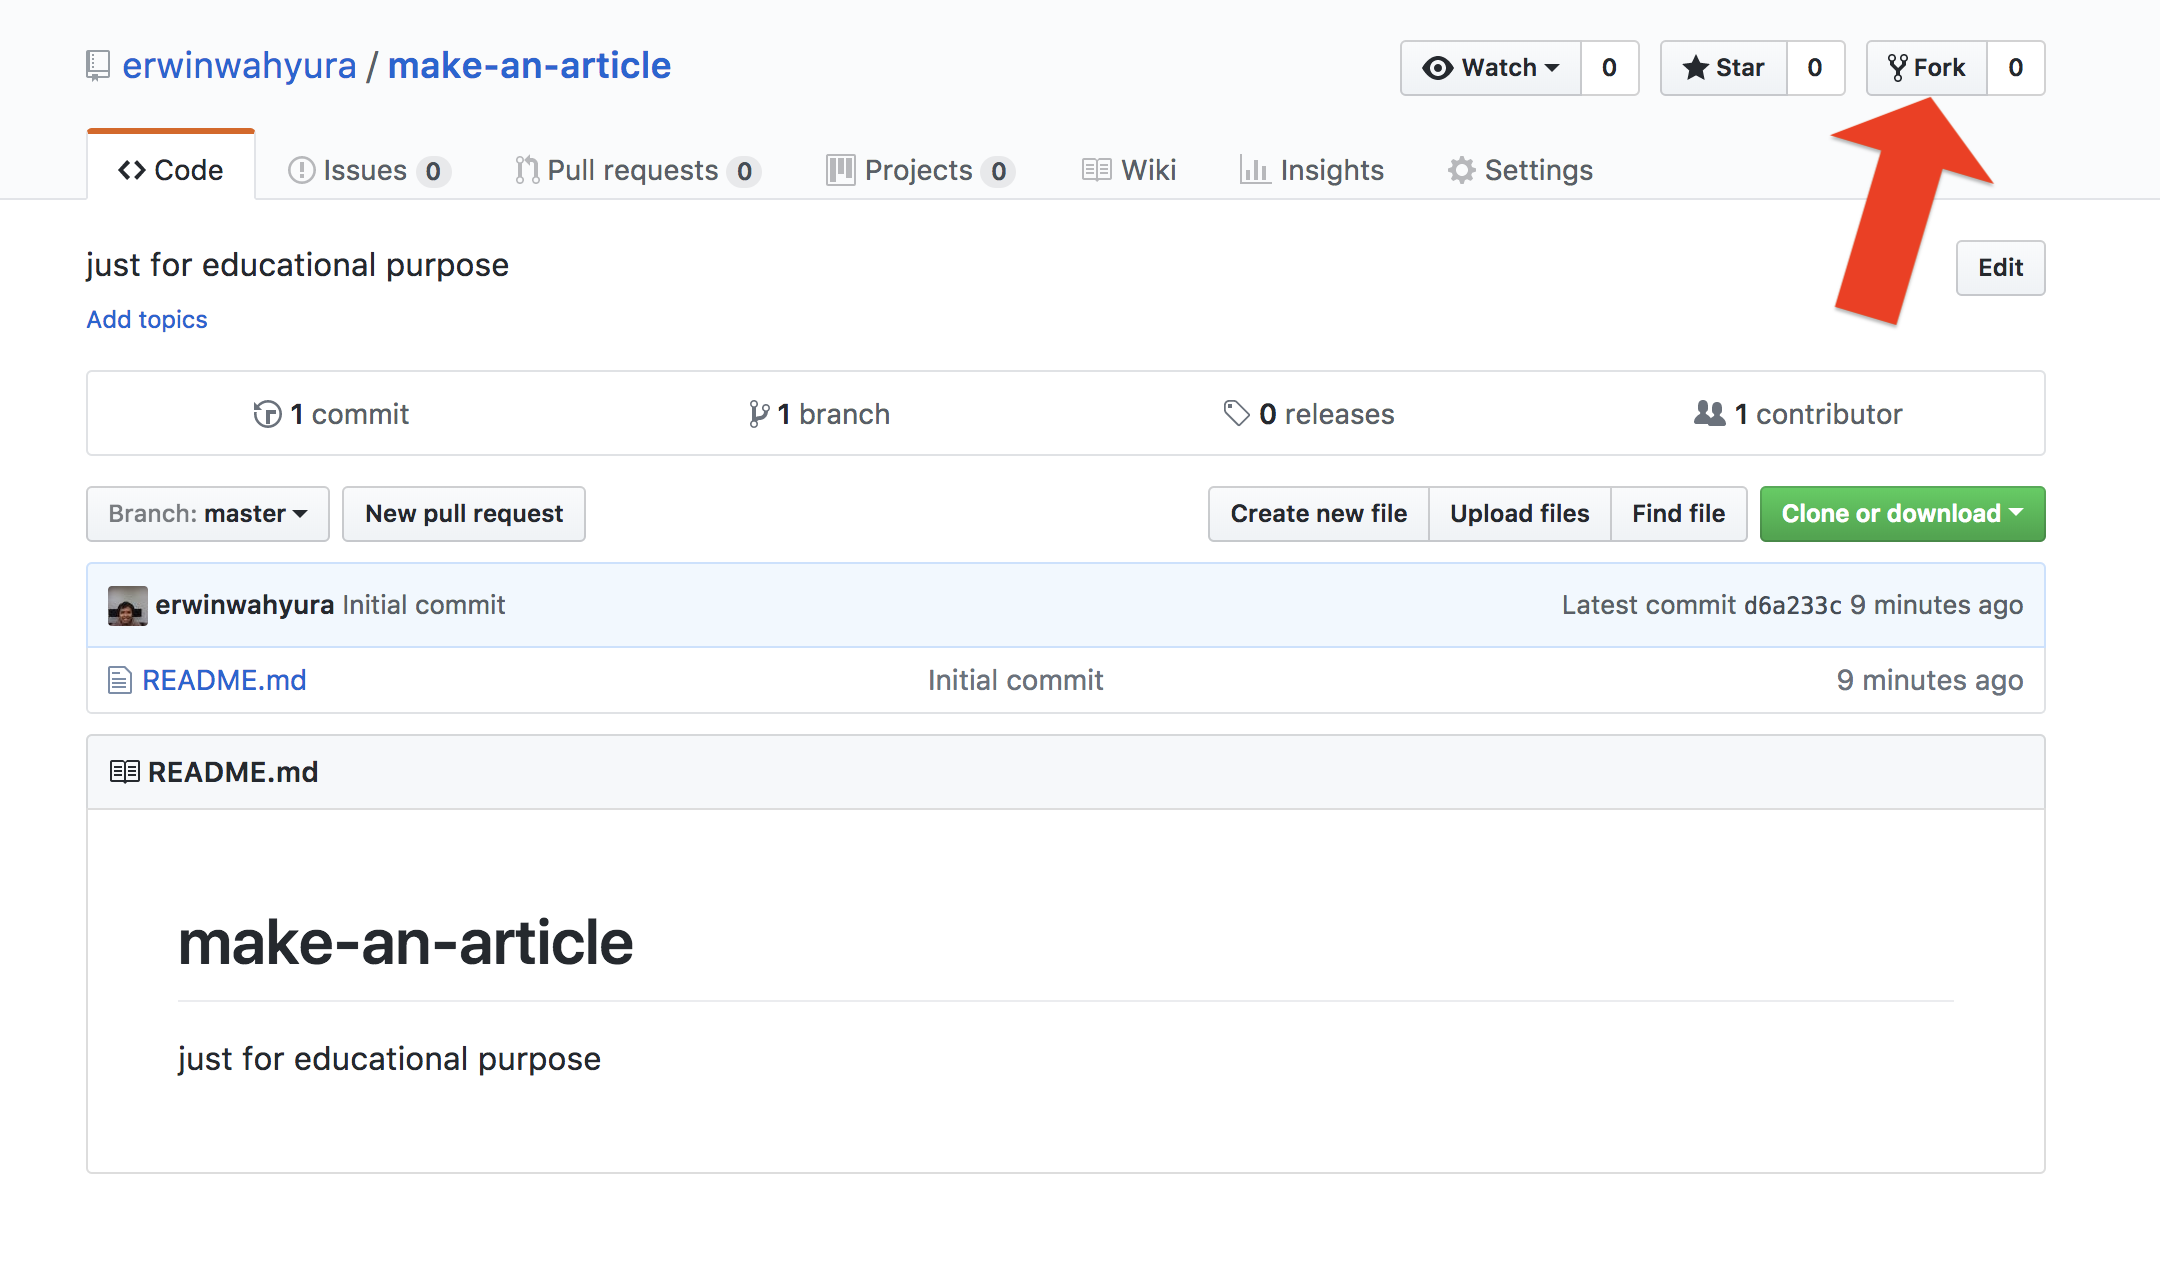 erwinwahyura / make-an-article
Watch 0 Star 0 Fork 0
Code Issues 0 Pull requests 0 Projects 0 Wiki Insights Settings
just for educational purpose
Edit
Add topics
1 commit 1 branch 0 releases 1 contributor
Branch: master New pull request Create new file Upload files Find file Clone or download
erwinwahyura Initial commit Latest commit d6a233c 9 minutes ago
README.md Initial commit 9 minutes ago
README.md
make-an-article
just for educational purpose